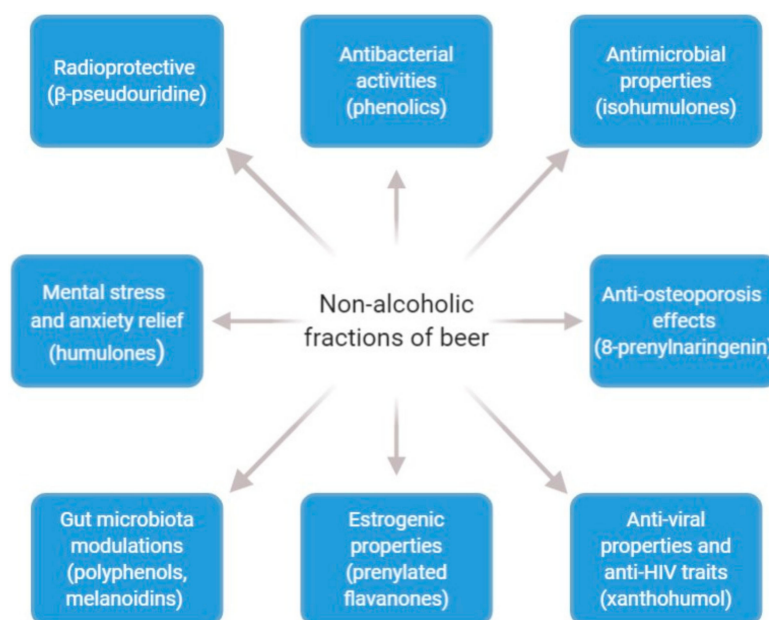 Radioprotective
(β-pseudouridine)
Antibacterial
activities
(phenolics)
Antimicrobial
properties
(isohumulones)
Mental stress
and anxiety relief
(humulones)
Non-alcoholic
fractions of beer
Anti-osteoporosis
effects
(8-prenylnaringenin)
Gut microbiota
modulations
(polyphenols,
melanoidins)
Estrogenic
properties
(prenylated
flavanones)
Anti-viral
properties and
anti-HIV traits
(xanthohumol)